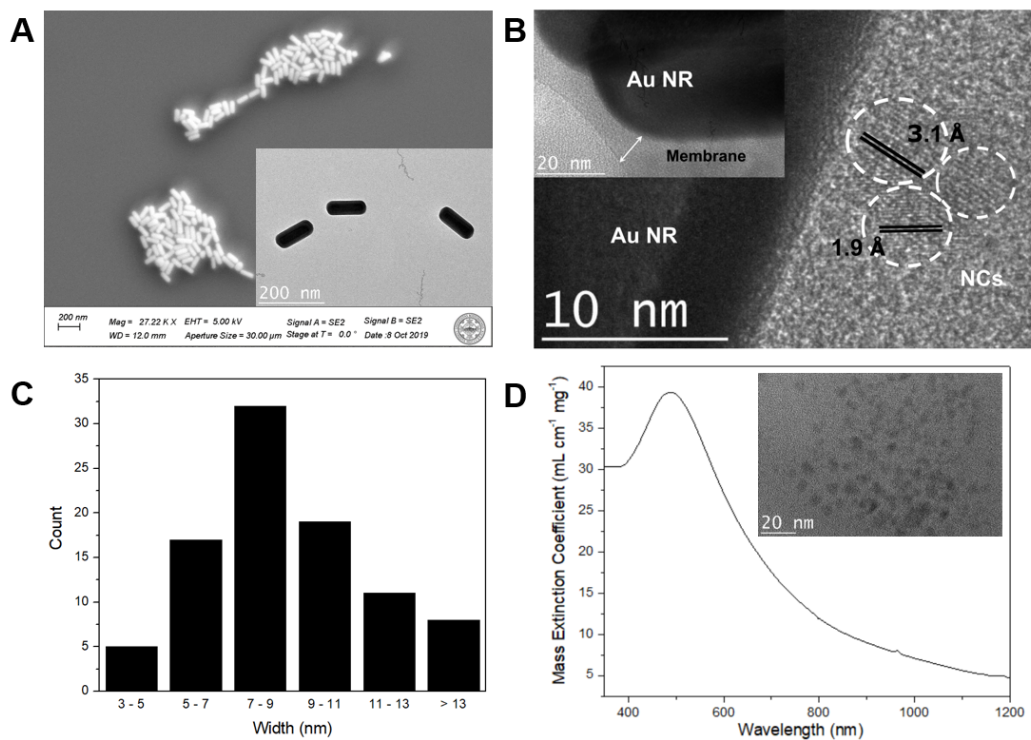 A
200 nm
200 nm
Mag = 27.22 K X
EHT = 5.00 kV
Signal A = SE2
Signal B = SE2
WD = 12.0 mm
Aperture Size = 30.00 µm
Stage at T = 0.0 °
Date :8 Oct 2019
B
Au NR
20 nm
Membrane
3.1 Å
Au NR
1.9 Å
NCs
10 nm
C
35
30
25
20
15
10
5
0
Count
3 - 5
5 - 7
7 - 9
9 - 11
11 - 13
> 13
Width (nm)
D
40
35
30
25
20
15
10
5
Mass Extinction Coefficient (mL cm⁻¹ mg⁻¹)
20 nm
400
600
800
1000
1200
Wavelength (nm)